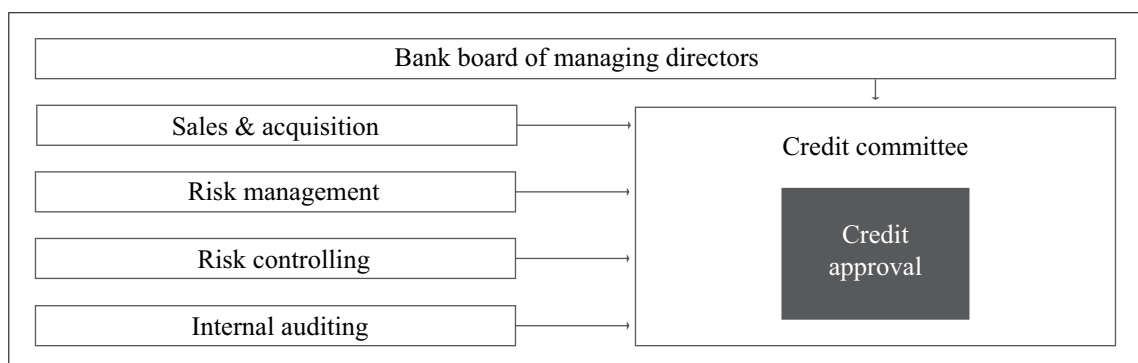 Bank board of managing directors
Sales & acquisition
Credit committee
Risk management
Credit
approval
Risk controlling
Internal auditing